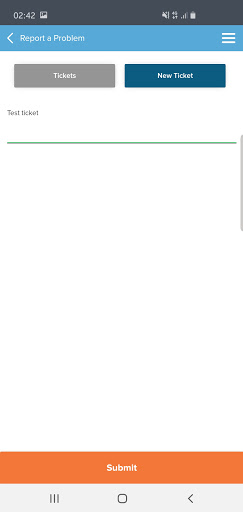 02:42
Report a Problem
Tickets
New Ticket
Test ticket
Submit